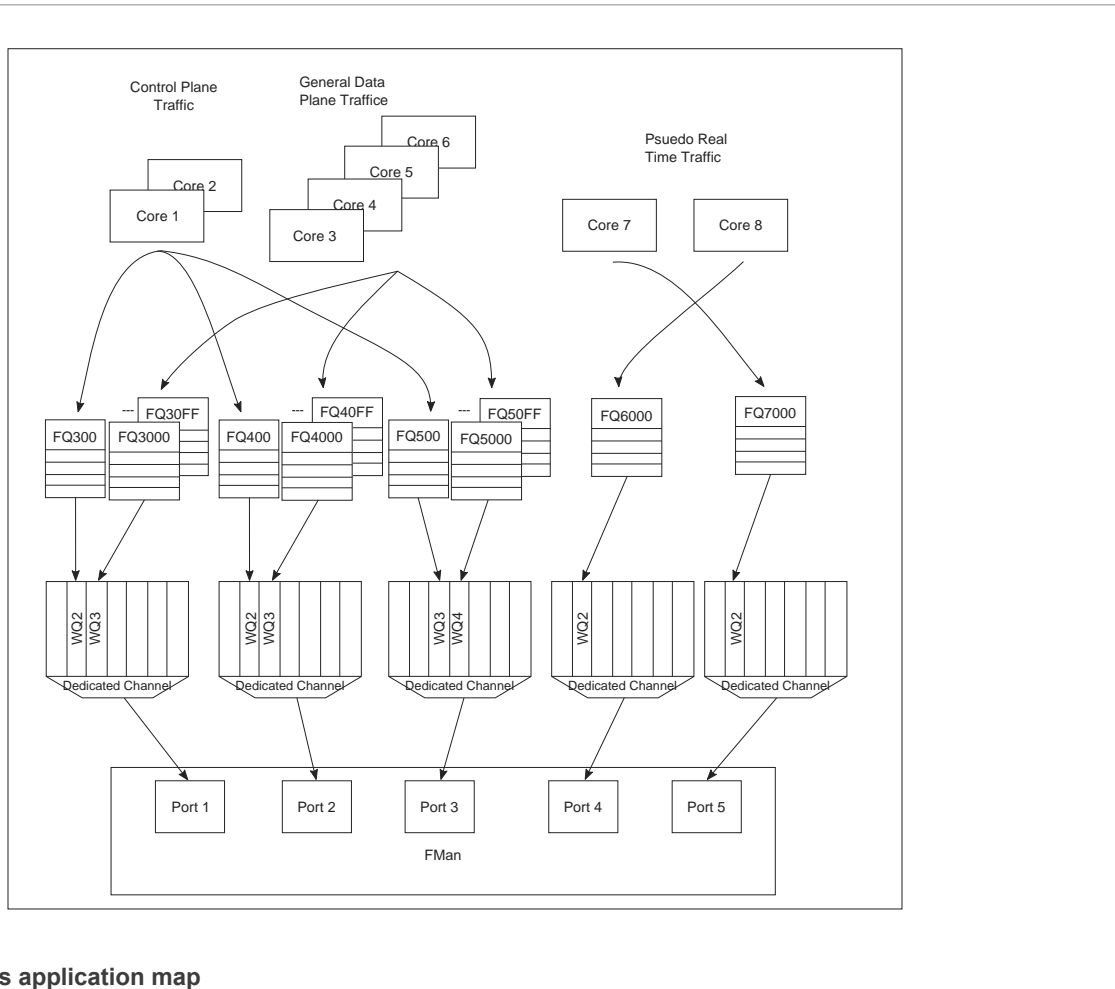 Control Plane
Traffic
General Data
Plane Traffice
Psuedo Real
Time Traffic
Core 6
Core 5
Core 2
Core 4
Core 1
Core 3
Core 7
Core 8
--- FQ30FF
--- FQ40FF
--- FQ50FF
FQ6000
FQ7000
FQ300
FQ3000
FQ400
FQ4000
FQ500
FQ5000
WQ2
WQ3
WQ2
WQ3
WQ3
WQ4
WQ2
WQ2
Dedicated Channel
Dedicated Channel
Dedicated Channel
Dedicated Channel
Dedicated Channel
Port 1
Port 2
Port 3
Port 4
Port 5
FMan
s application map